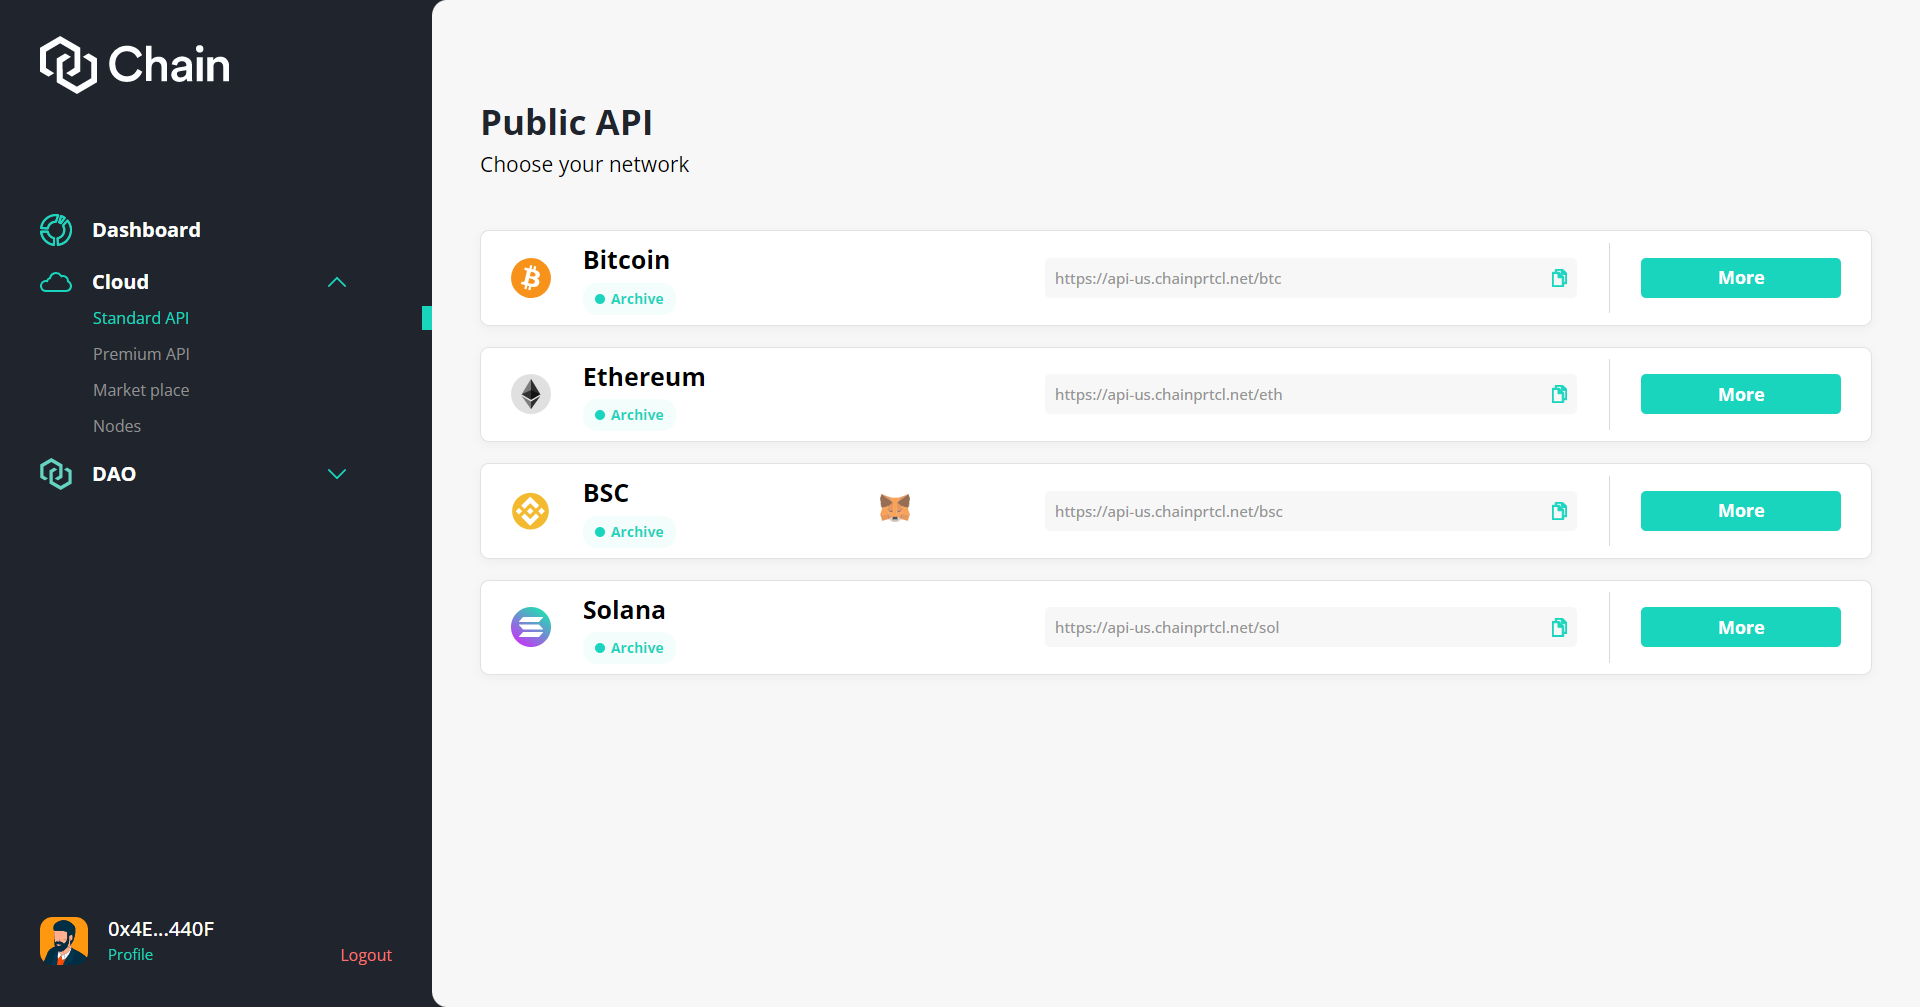 Chain
Dashboard
Cloud
Standard API
Premium API
Market place
Nodes
DAO
0x4E...440F
Profile
Logout
Public API
Choose your network
Bitcoin
Archive
https://api-us.chainprtcl.net/btc
More
Ethereum
Archive
https://api-us.chainprtcl.net/eth
More
BSC
Archive
https://api-us.chainprtcl.net/bsc
More
Solana
Archive
https://api-us.chainprtcl.net/sol
More